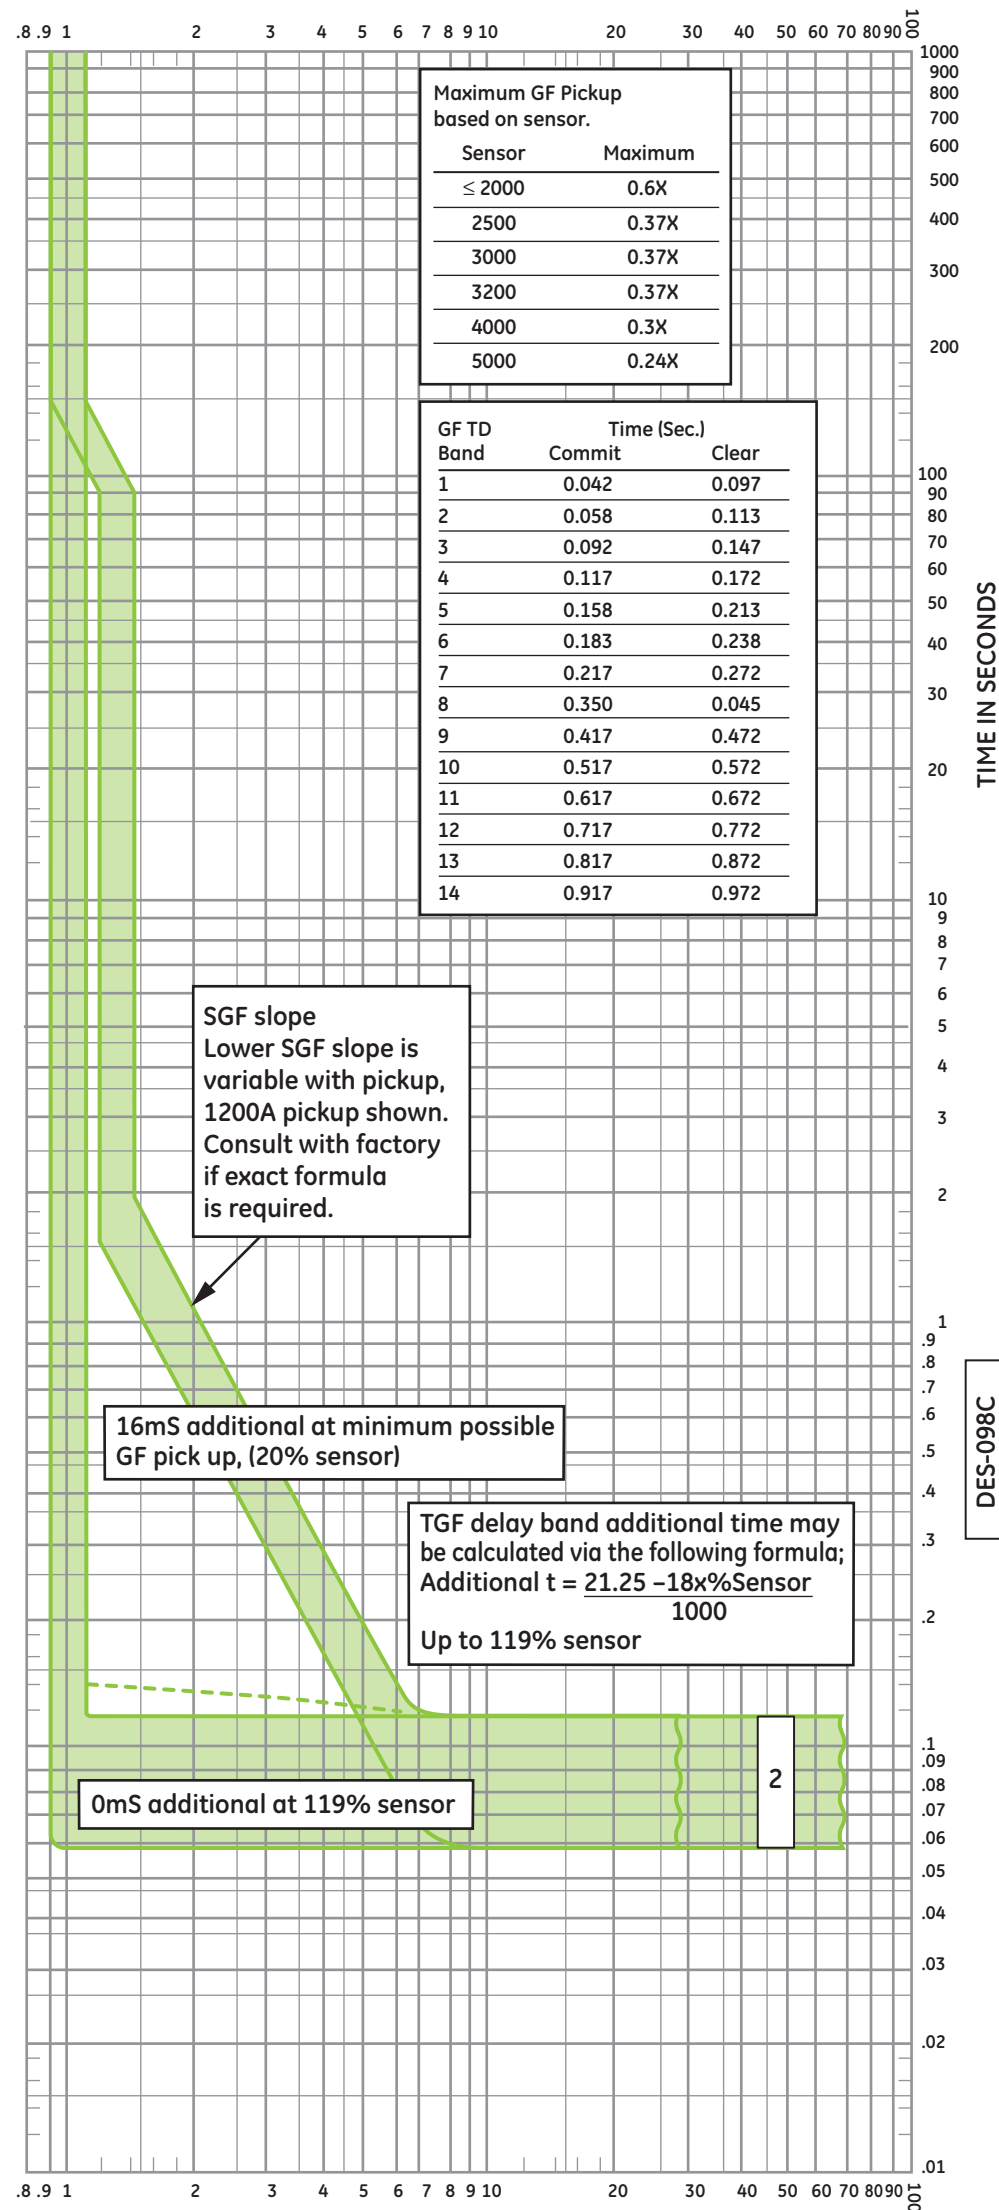 .8 .9 1 2 3 4 5 6 7 8 9 10 20 30 40 50 60 70 80 90 100
1000
900
800
700
600
500
400
300
200
100
90
80
70
60
50
40
30
20
10
9
8
7
6
5
4
3
2
1
.9
.8
.7
.6
.5
.4
.3
.2
.1
.09
.08
.07
.06
.05
.04
.03
.02
.01
TIME IN SECONDS
DES-098C
Maximum GF Pickup
based on sensor.
Sensor Maximum
≤ 2000 0.6X
2500 0.37X
3000 0.37X
3200 0.37X
4000 0.3X
5000 0.24X
GF TD Time (Sec.)
Band Commit Clear
1 0.042 0.097
2 0.058 0.113
3 0.092 0.147
4 0.117 0.172
5 0.158 0.213
6 0.183 0.238
7 0.217 0.272
8 0.350 0.045
9 0.417 0.472
10 0.517 0.572
11 0.617 0.672
12 0.717 0.772
13 0.817 0.872
14 0.917 0.972
SGF slope
Lower SGF slope is
variable with pickup,
1200A pickup shown.
Consult with factory
if exact formula
is required.
16mS additional at minimum possible
GF pick up, (20% sensor)
TGF delay band additional time may
be calculated via the following formula;
Additional t = 21.25 –18x%Sensor
1000
Up to 119% sensor
2
0mS additional at 119% sensor
.8 .9 1 2 3 4 5 6 7 8 9 10 20 30 40 50 60 70 80 90 100